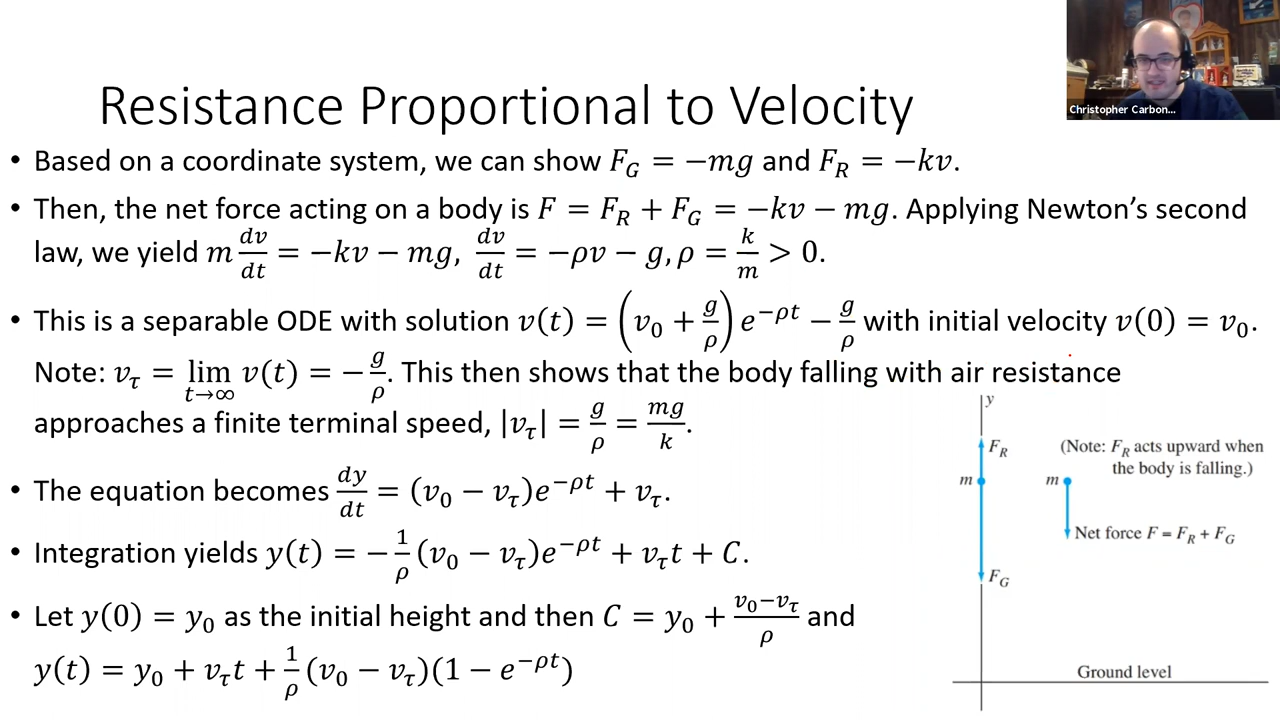 Christopher Carbon...
Resistance Proportional to Velocity
• Based on a coordinate system, we can show F_G = −mg and F_R = −kv.
• Then, the net force acting on a body is F = F_R + F_G = −kv − mg. Applying Newton’s second
law, we yield m dv/dt = −kv − mg, dv/dt = −ρv − g, ρ = k/m > 0.
• This is a separable ODE with solution v(t) = (v_0 + g/ρ) e^{−ρt} − g/ρ with initial velocity v(0) = v_0.
Note: v_τ = lim_{t→∞} v(t) = −g/ρ. This then shows that the body falling with air resistance
approaches a finite terminal speed, |v_τ| = g/ρ = mg/k.
• The equation becomes dy/dt = (v_0 − v_τ)e^{−ρt} + v_τ.
• Integration yields y(t) = −1/ρ (v_0 − v_τ)e^{−ρt} + v_τ t + C.
• Let y(0) = y_0 as the initial height and then C = y_0 + (v_0−v_τ)/ρ and
y(t) = y_0 + v_τ t + 1/ρ (v_0 − v_τ)(1 − e^{−ρt})
y
F_R
m
F_G
(Note: F_R acts upward when
the body is falling.)
m
Net force F = F_R + F_G
Ground level